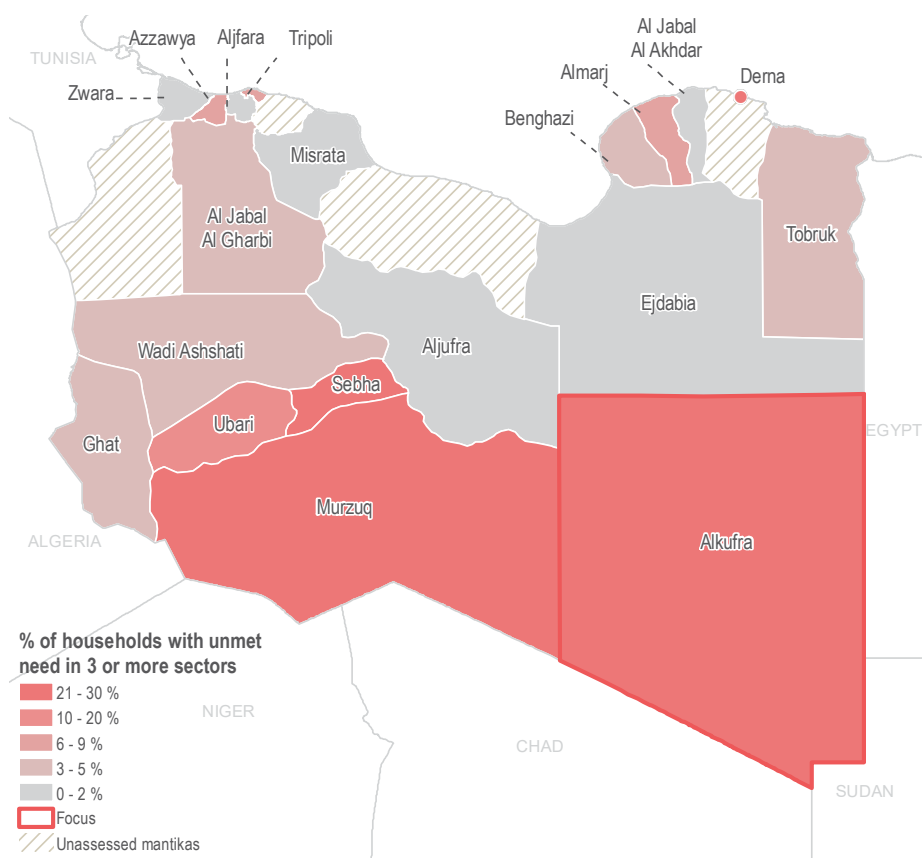 Al Jabal
Al Akhdar
Azzawya
Aljfara
Tripoli
TUNISIA
Almarj
Derna
Zwara
Benghazi
Misrata
Al Jabal
Al Gharbi
Tobruk
Ejdabia
Wadi Ashshati
Aljufra
Sebha
Ubari
Ghat
EGYPT
Murzuq
Alkufra
ALGERIA
% of households with unmet
need in 3 or more sectors
21 - 30 %
10 - 20 %
6 - 9 %
3 - 5 %
0 - 2 %
Focus
Unassessed mantikas
NIGER
CHAD
SUDAN